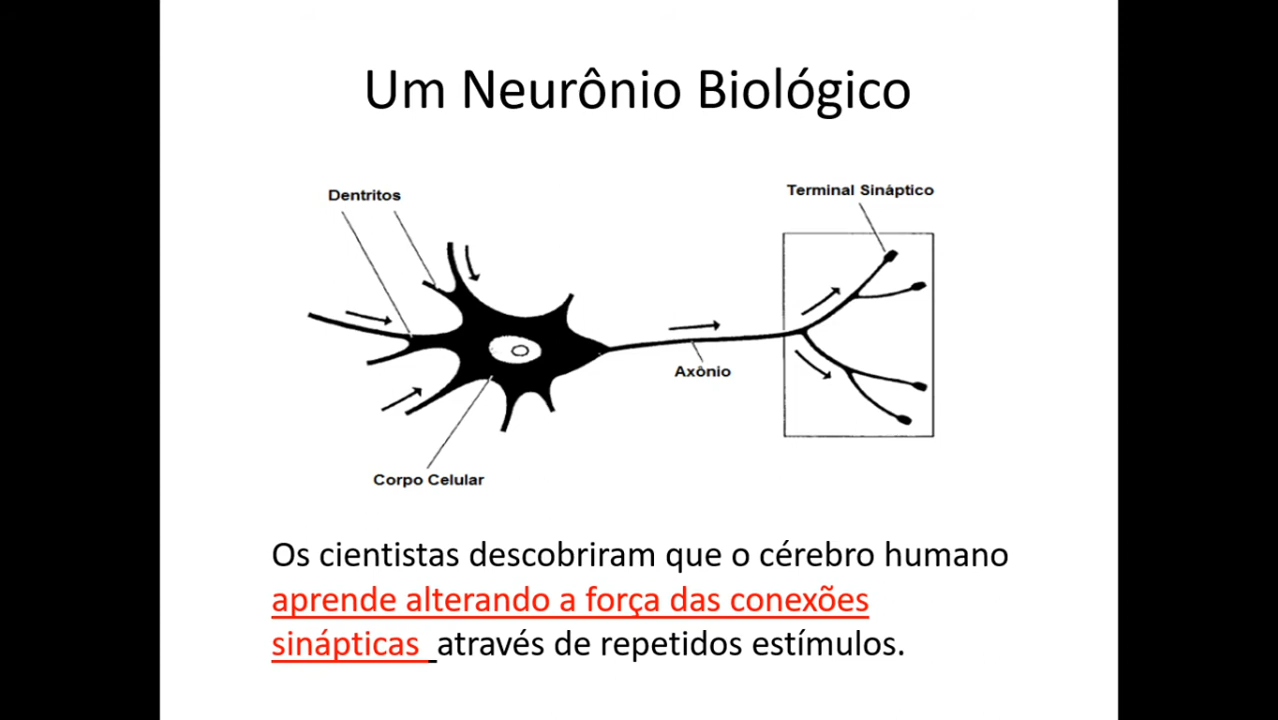 Um Neurônio Biológico
Dentritos
Terminal Sináptico
Axônio
Corpo Celular
Os cientistas descobriram que o cérebro humano
aprende alterando a força das conexões
sinápticas através de repetidos estímulos.